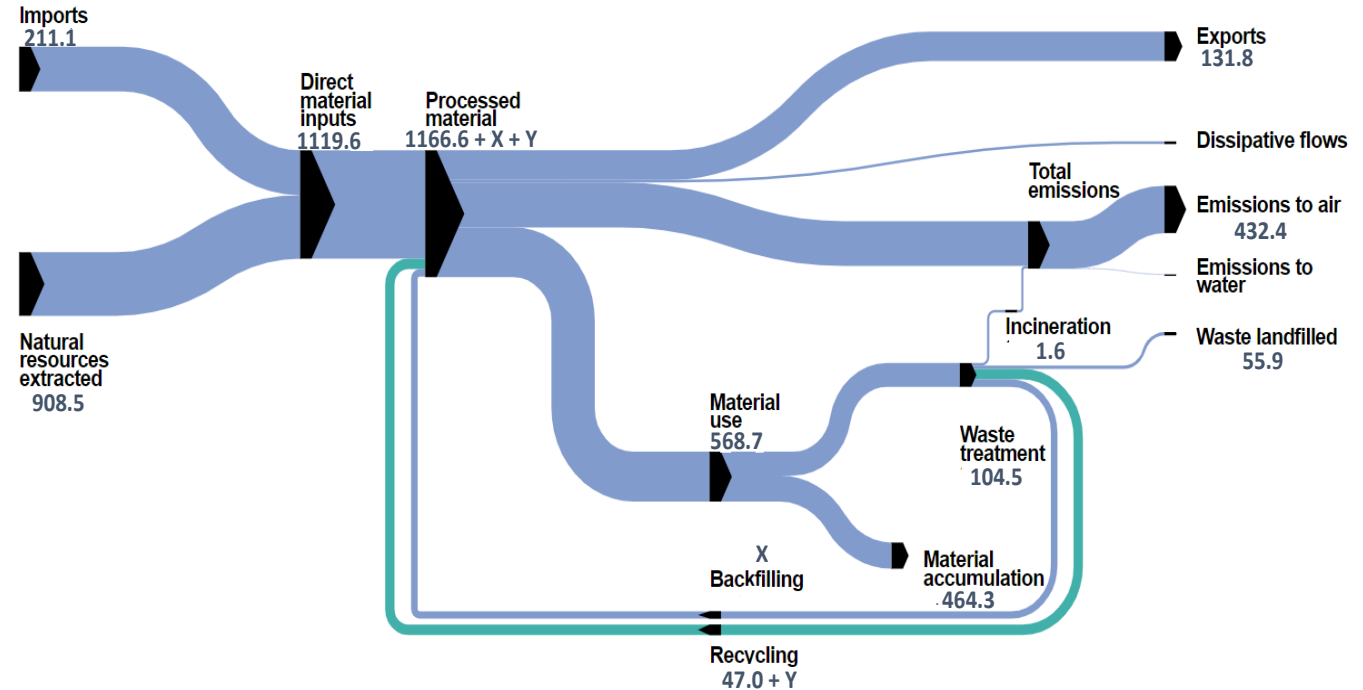 Imports
211.1
Exports
131.8
Direct
material
inputs
1119.6
Processed
material
1166.6 + X + Y
Dissipative flows
Total
emissions
Emissions to air
432.4
Emissions to
water
Natural
resources
extracted
908.5
Incineration
1.6
Waste landfilled
55.9
Material
use
568.7
Waste
treatment
104.5
X
Backfilling
Material
accumulation
464.3
Recycling
47.0 + Y